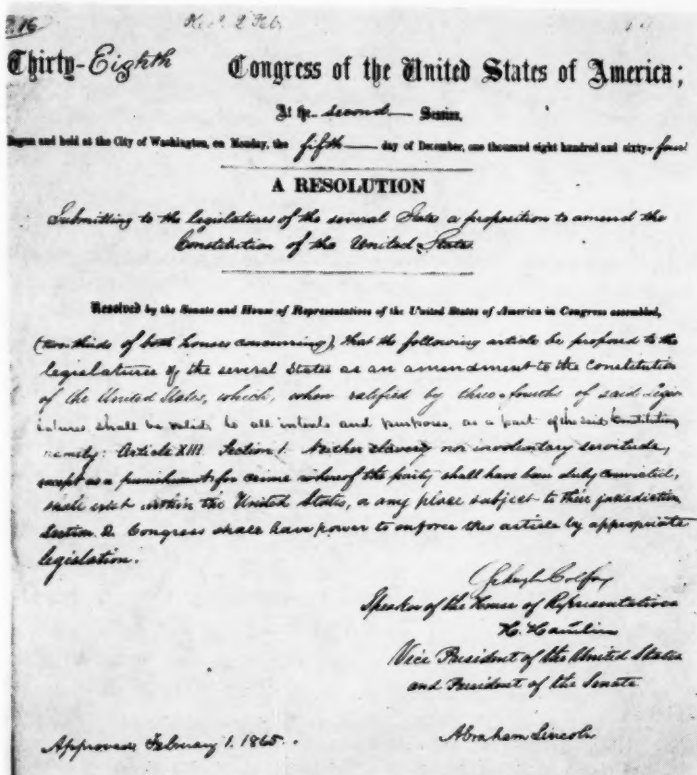 Rec'd 2 Feb.
Thirty-Eighth Congress of the United States of America;
At the second Session,
Begun and held at the City of Washington, on Monday, the fifth day of December, one thousand eight hundred and sixty-four
A RESOLUTION
Submitting to the legislatures of the several States a proposition to amend the
Constitution of the United States
Resolved by the Senate and House of Representatives of the United States of America in Congress assembled,
(two-thirds of both houses concurring), that the following article be proposed to the
legislatures of the several States as an amendment to the Constitution
of the United States, which, when ratified by three-fourths of said Legis-
latures, shall be valid, to all intents and purposes, as a part of the said Constitution,
namely: Article XIII. Section 1. Neither slavery nor involuntary servitude,
except as a punishment for crime whereof the party shall have been duly convicted,
shall exist within the United States, or any place subject to their jurisdiction.
Section 2. Congress shall have power to enforce this article by appropriate
legislation.
Schuyler Colfax
Speaker of the House of Representatives
H. Hamlin
Vice President of the United States
and President of the Senate
Approved February 1. 1865. Abraham Lincoln